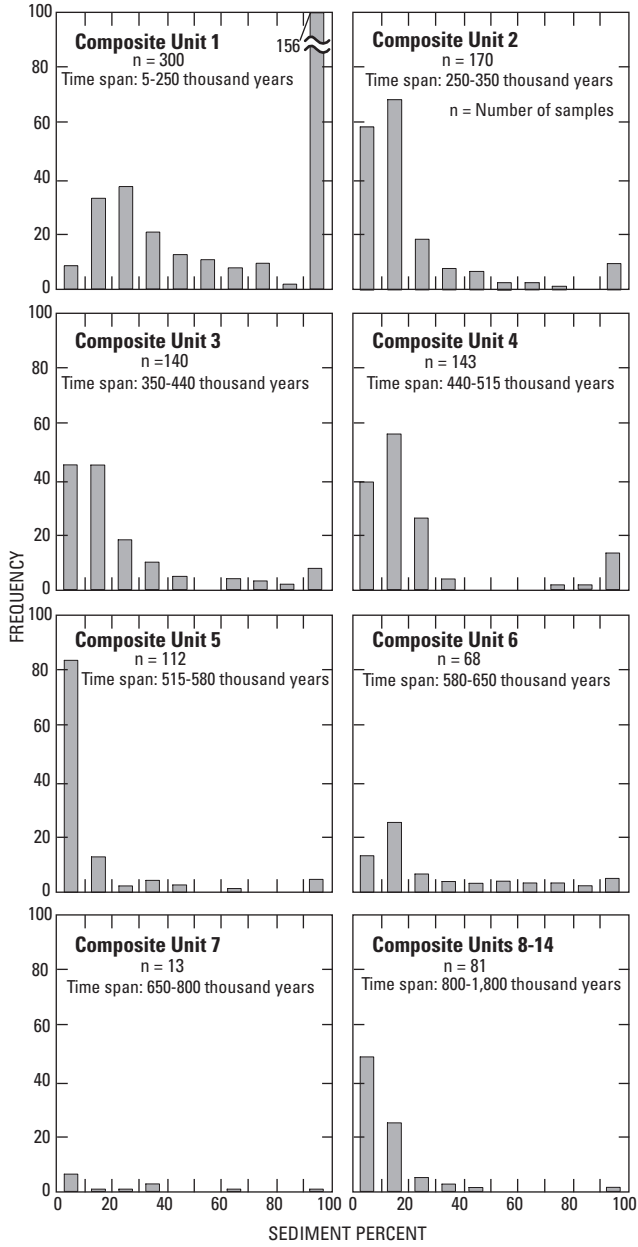 100
80
60
40
20
0
156
Composite Unit 1
n = 300
Time span: 5-250 thousand years
Composite Unit 2
n = 170
Time span: 250-350 thousand years
n = Number of samples
100
80
60
40
20
0
Composite Unit 3
n =140
Time span: 350-440 thousand years
Composite Unit 4
n = 143
Time span: 440-515 thousand years
FREQUENCY
100
80
60
40
20
0
Composite Unit 5
n = 112
Time span: 515-580 thousand years
Composite Unit 6
n = 68
Time span: 580-650 thousand years
100
80
60
40
20
0
Composite Unit 7
n = 13
Time span: 650-800 thousand years
Composite Units 8-14
n = 81
Time span: 800-1,800 thousand years
0 20 40 60 80 100 0 20 40 60 80 100
SEDIMENT PERCENT